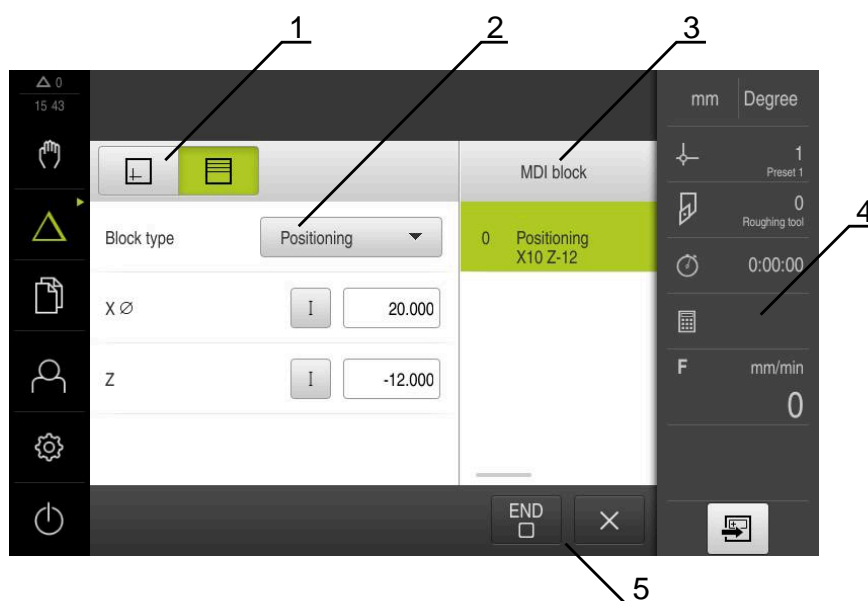 1
2
3
4
5
0
15 43
mm
Degree
1
Preset 1
0
Roughing tool
0:00:00
F
mm/min
0
MDI block
Block type
Positioning
0
Positioning
X10 Z-12
X ∅
I
20.000
Z
I
-12.000
END